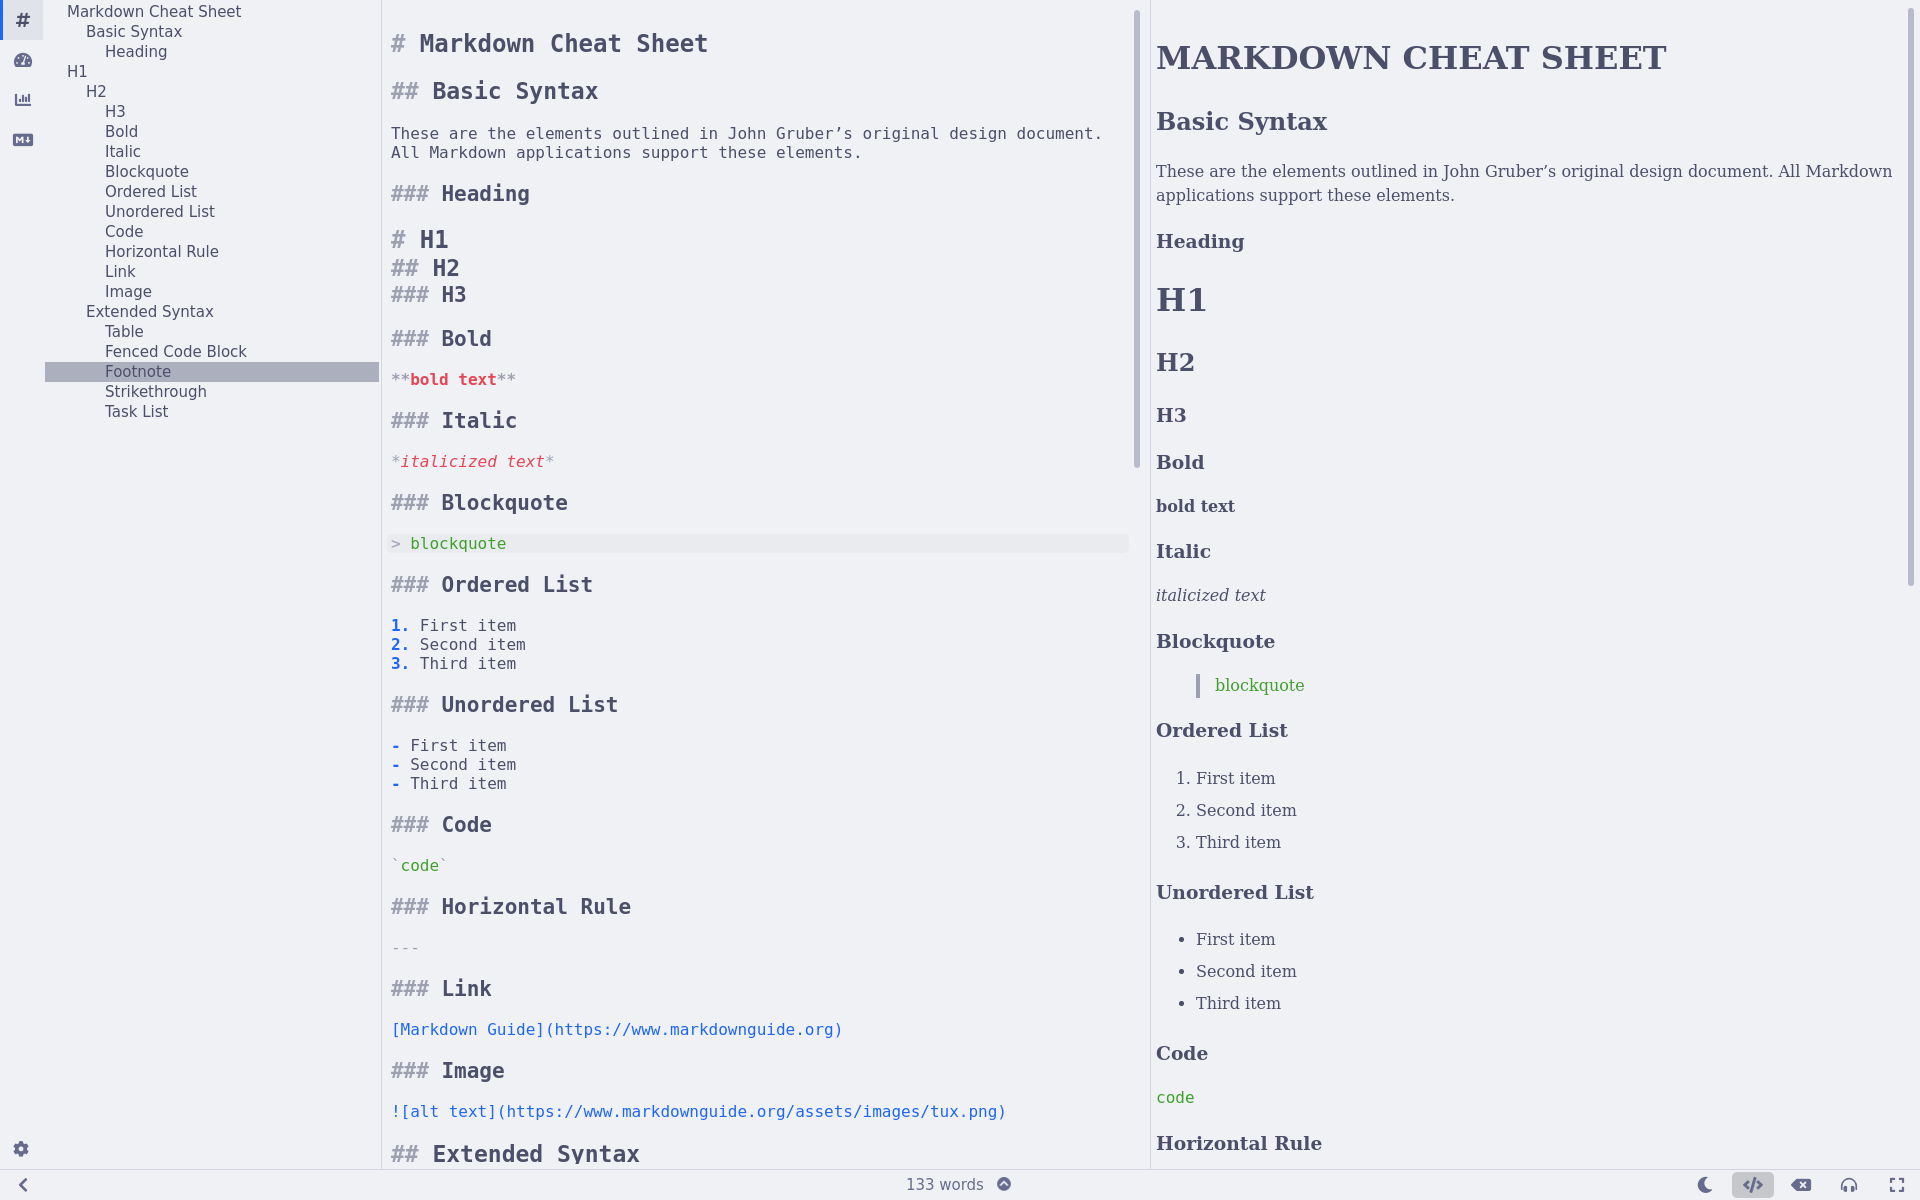 Markdown Cheat Sheet
Basic Syntax
Heading
H1
H2
H3
Bold
Italic
Blockquote
Ordered List
Unordered List
Code
Horizontal Rule
Link
Image
Extended Syntax
Table
Fenced Code Block
Footnote
Strikethrough
Task List
# Markdown Cheat Sheet
## Basic Syntax
These are the elements outlined in John Gruber’s original design document.
All Markdown applications support these elements.
### Heading
# H1
## H2
### H3
### Bold
**bold text**
### Italic
*italicized text*
### Blockquote
> blockquote
### Ordered List
1. First item
2. Second item
3. Third item
### Unordered List
- First item
- Second item
- Third item
### Code
`code`
### Horizontal Rule
---
### Link
[Markdown Guide](https://www.markdownguide.org)
### Image
![alt text](https://www.markdownguide.org/assets/images/tux.png)
## Extended Syntax
MARKDOWN CHEAT SHEET
Basic Syntax
These are the elements outlined in John Gruber’s original design document. All Markdown
applications support these elements.
Heading
H1
H2
H3
Bold
bold text
Italic
italicized text
Blockquote
blockquote
Ordered List
1. First item
2. Second item
3. Third item
Unordered List
• First item
• Second item
• Third item
Code
code
Horizontal Rule
133 words